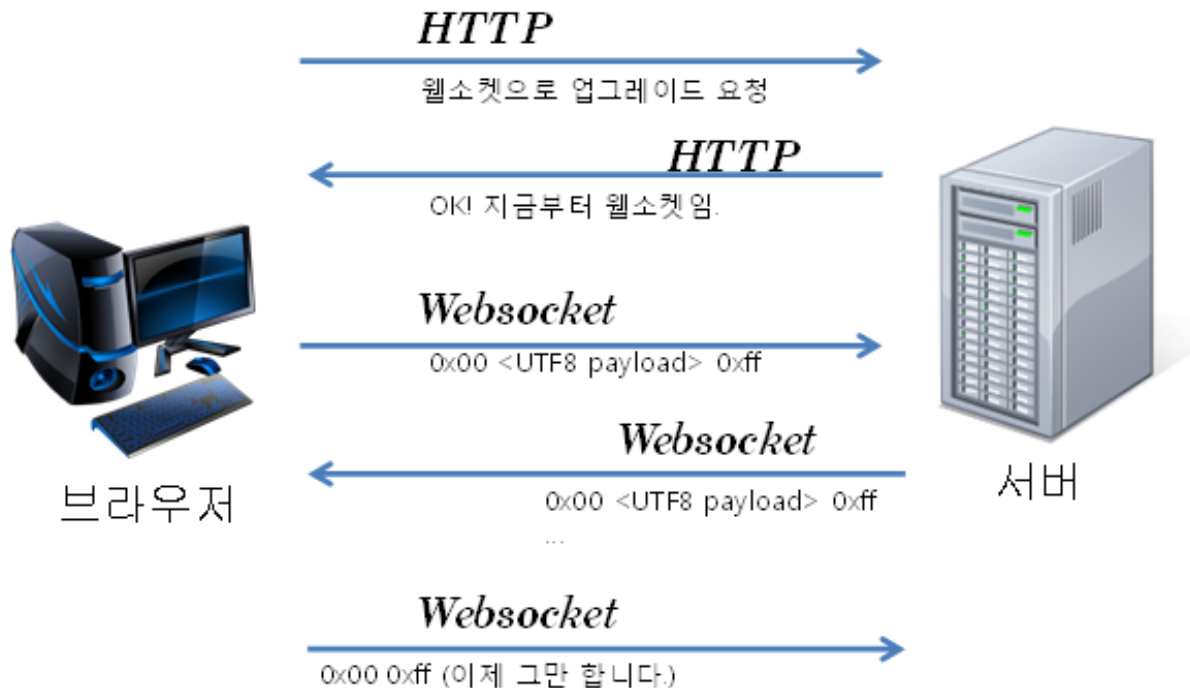 HTTP
웹소켓으로 업그레이드 요청
HTTP
OK! 지금부터 웹소켓임.
Websocket
0x00 <UTF8 payload> 0xff
Websocket
0x00 <UTF8 payload> 0xff
...
브라우저
서버
Websocket
0x00 0xff (이제 그만 합니다.)